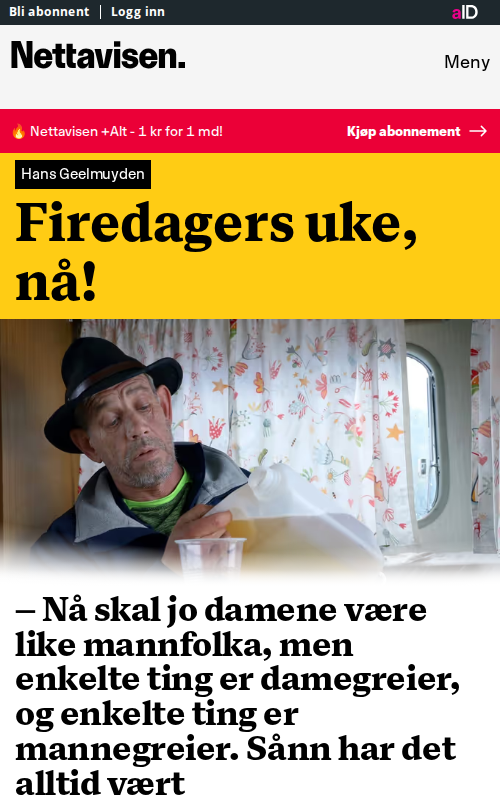 Bli abonnent | Logg inn
aID
Nettavisen.
Meny
🔥 Nettavisen +Alt - 1 kr for 1 md!
Kjøp abonnement →
Hans Geelmuyden
Firedagers uke,
nå!
– Nå skal jo damene være
like mannfolka, men
enkelte ting er damegreier,
og enkelte ting er
mannegreier. Sånn har det
alltid vært